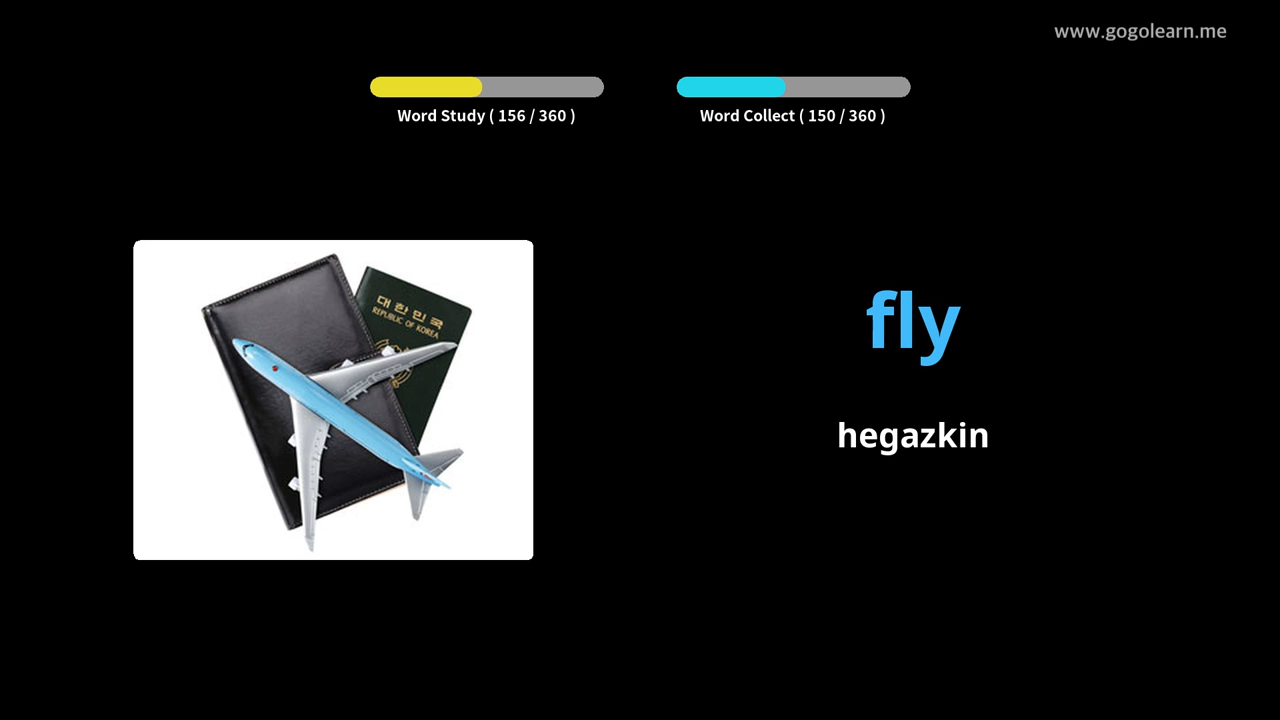 www.gogolearn.me
Word Study ( 156 / 360 )
Word Collect ( 150 / 360 )
대한민국
REPUBLIC OF KOREA
fly
hegazkin